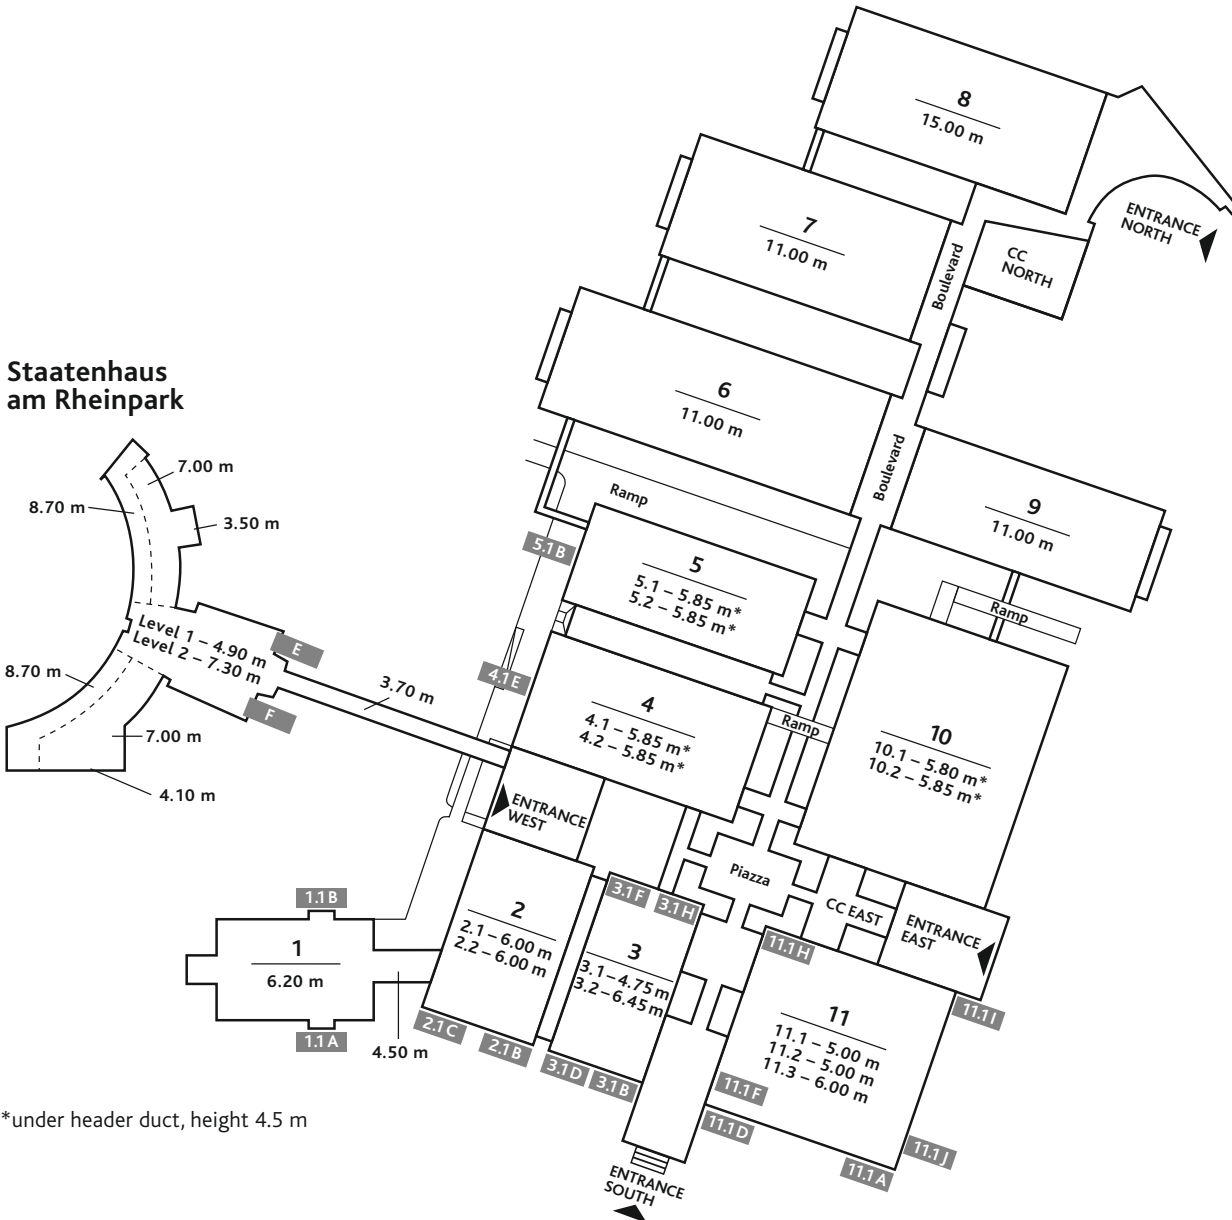 8
15.00 m
ENTRANCE
NORTH
7
11.00 m
CC
NORTH
Boulevard
6
11.00 m
Staatenhaus
am Rheinpark
7.00 m
8.70 m
3.50 m
Boulevard
Ramp
9
11.00 m
5.1 B
5
5.1 – 5.85 m*
5.2 – 5.85 m*
Ramp
Level 1 – 4.90 m
Level 2 – 7.30 m
E
8.70 m
F
3.70 m
4.1 E
4
4.1 – 5.85 m*
4.2 – 5.85 m*
Ramp
7.00 m
4.10 m
10
10.1 – 5.80 m*
10.2 – 5.85 m*
ENTRANCE
WEST
Piazza
1.1 B
3.1 F
3.1 H
CC EAST
ENTRANCE
EAST
2
2.1 – 6.00 m
2.2 – 6.00 m
1
6.20 m
3
3.1 – 4.75 m
3.2 – 6.45 m
11.1 H
11.1 I
11
11.1 – 5.00 m
11.2 – 5.00 m
11.3 – 6.00 m
1.1 A
4.50 m
2.1 C
2.1 B
3.1 D
3.1 B
11.1 F
11.1 D
11.1 A
11.1 J
*under header duct, height 4.5 m
ENTRANCE
SOUTH